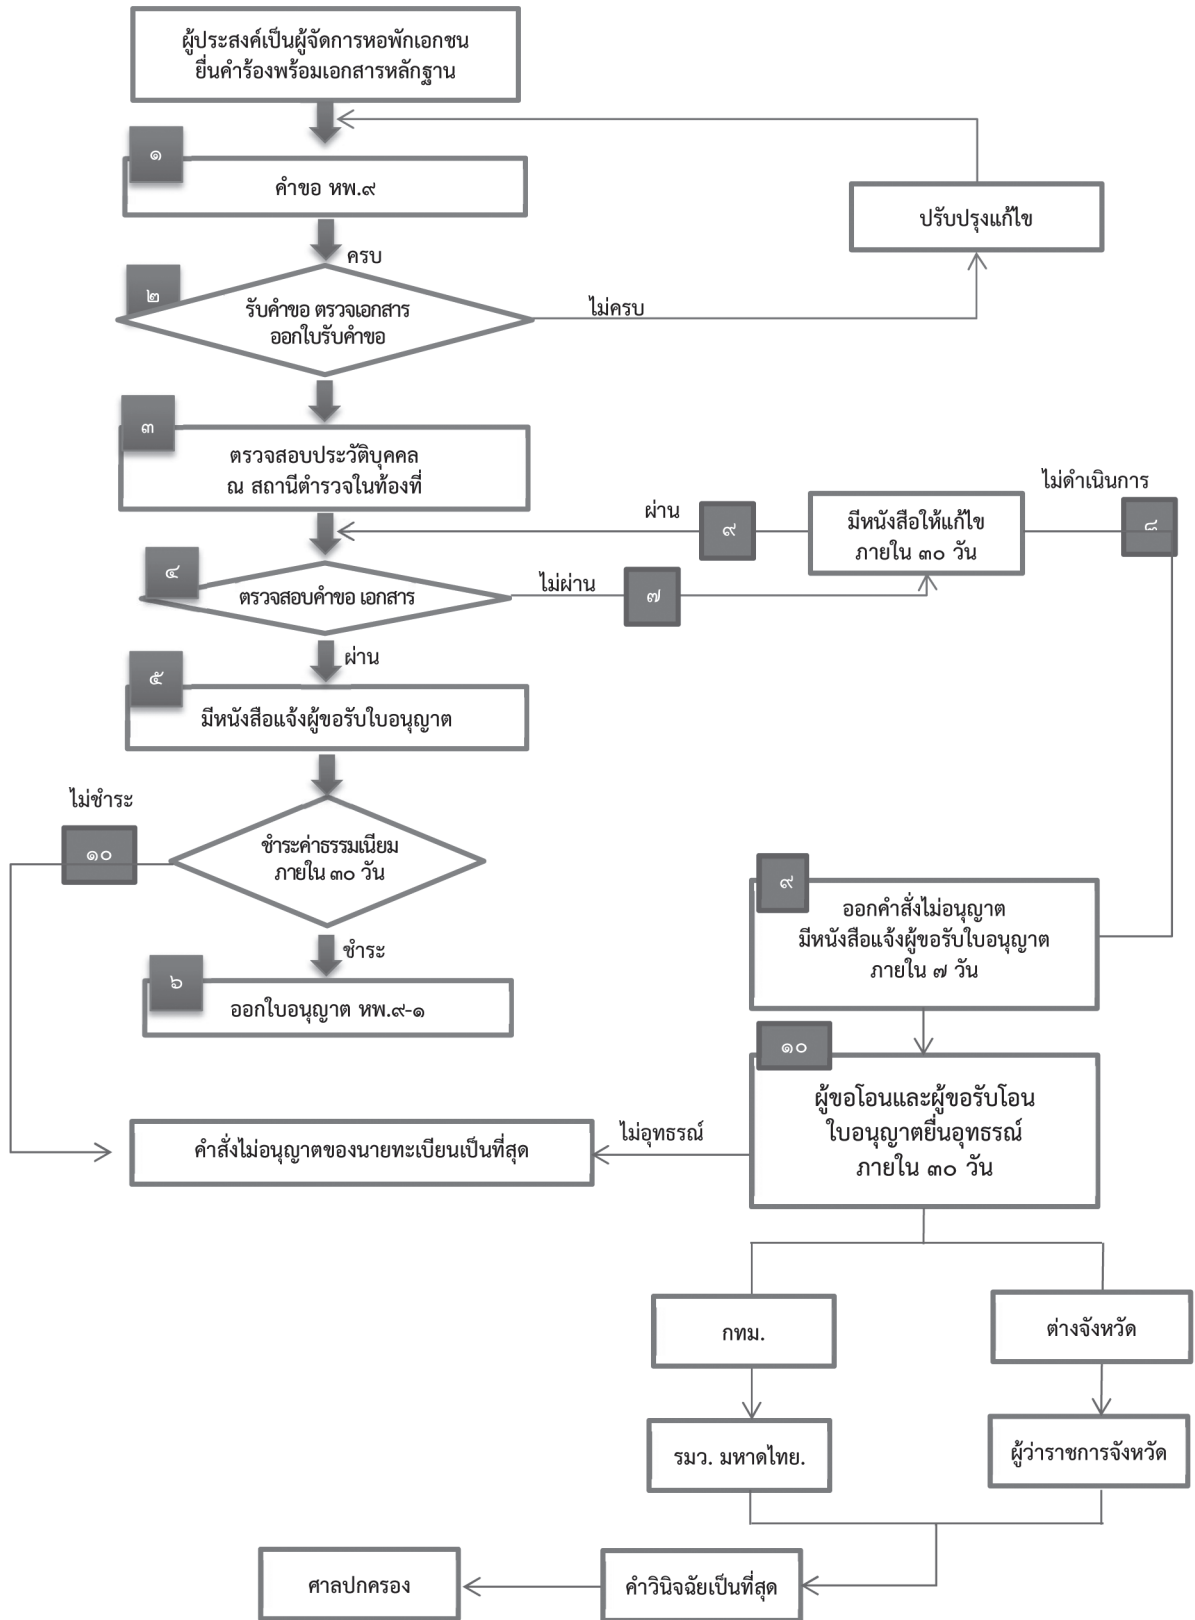 ผู้ประสงค์เป็นผู้จัดการหอพักเอกชน
ยื่นคำร้องพร้อมเอกสารหลักฐาน
๑
คำขอ หพ.๙
ปรับปรุงแก้ไข
ครบ
๒
รับคำขอ ตรวจเอกสาร
ออกใบรับคำขอ
ไม่ครบ
๓
ตรวจสอบประวัติบุคคล
ณ สถานีตำรวจในท้องที่
ผ่าน
๙
มีหนังสือให้แก้ไข
ภายใน ๓๐ วัน
ไม่ดำเนินการ
๘
๔
ตรวจสอบคำขอ เอกสาร
ไม่ผ่าน
๗
ผ่าน
๕
มีหนังสือแจ้งผู้ขอรับใบอนุญาต
ไม่ชำระ
๑๐
ชำระค่าธรรมเนียม
ภายใน ๓๐ วัน
ชำระ
๖
ออกใบอนุญาต หพ.๙-๑
๙
ออกคำสั่งไม่อนุญาต
มีหนังสือแจ้งผู้ขอรับใบอนุญาต
ภายใน ๗ วัน
๑๐
ผู้ขอโอนและผู้ขอรับโอน
ใบอนุญาตยื่นอุทธรณ์
ภายใน ๓๐ วัน
ไม่อุทธรณ์
คำสั่งไม่อนุญาตของนายทะเบียนเป็นที่สุด
กทม.
ต่างจังหวัด
รมว. มหาดไทย.
ผู้ว่าราชการจังหวัด
ศาลปกครอง
คำวินิจฉัยเป็นที่สุด